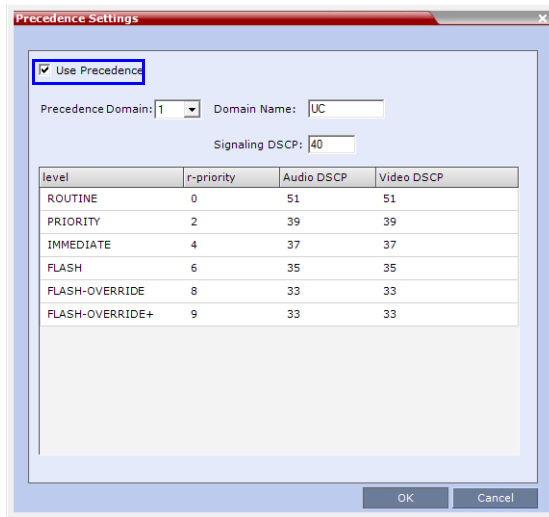 Precedence Settings x
Use Precedence
Precedence Domain: 1 Domain Name: UC
Signaling DSCP: 40
level r-priority Audio DSCP Video DSCP
ROUTINE 0 51 51
PRIORITY 2 39 39
IMMEDIATE 4 37 37
FLASH 6 35 35
FLASH-OVERRIDE 8 33 33
FLASH-OVERRIDE+ 9 33 33
OK Cancel